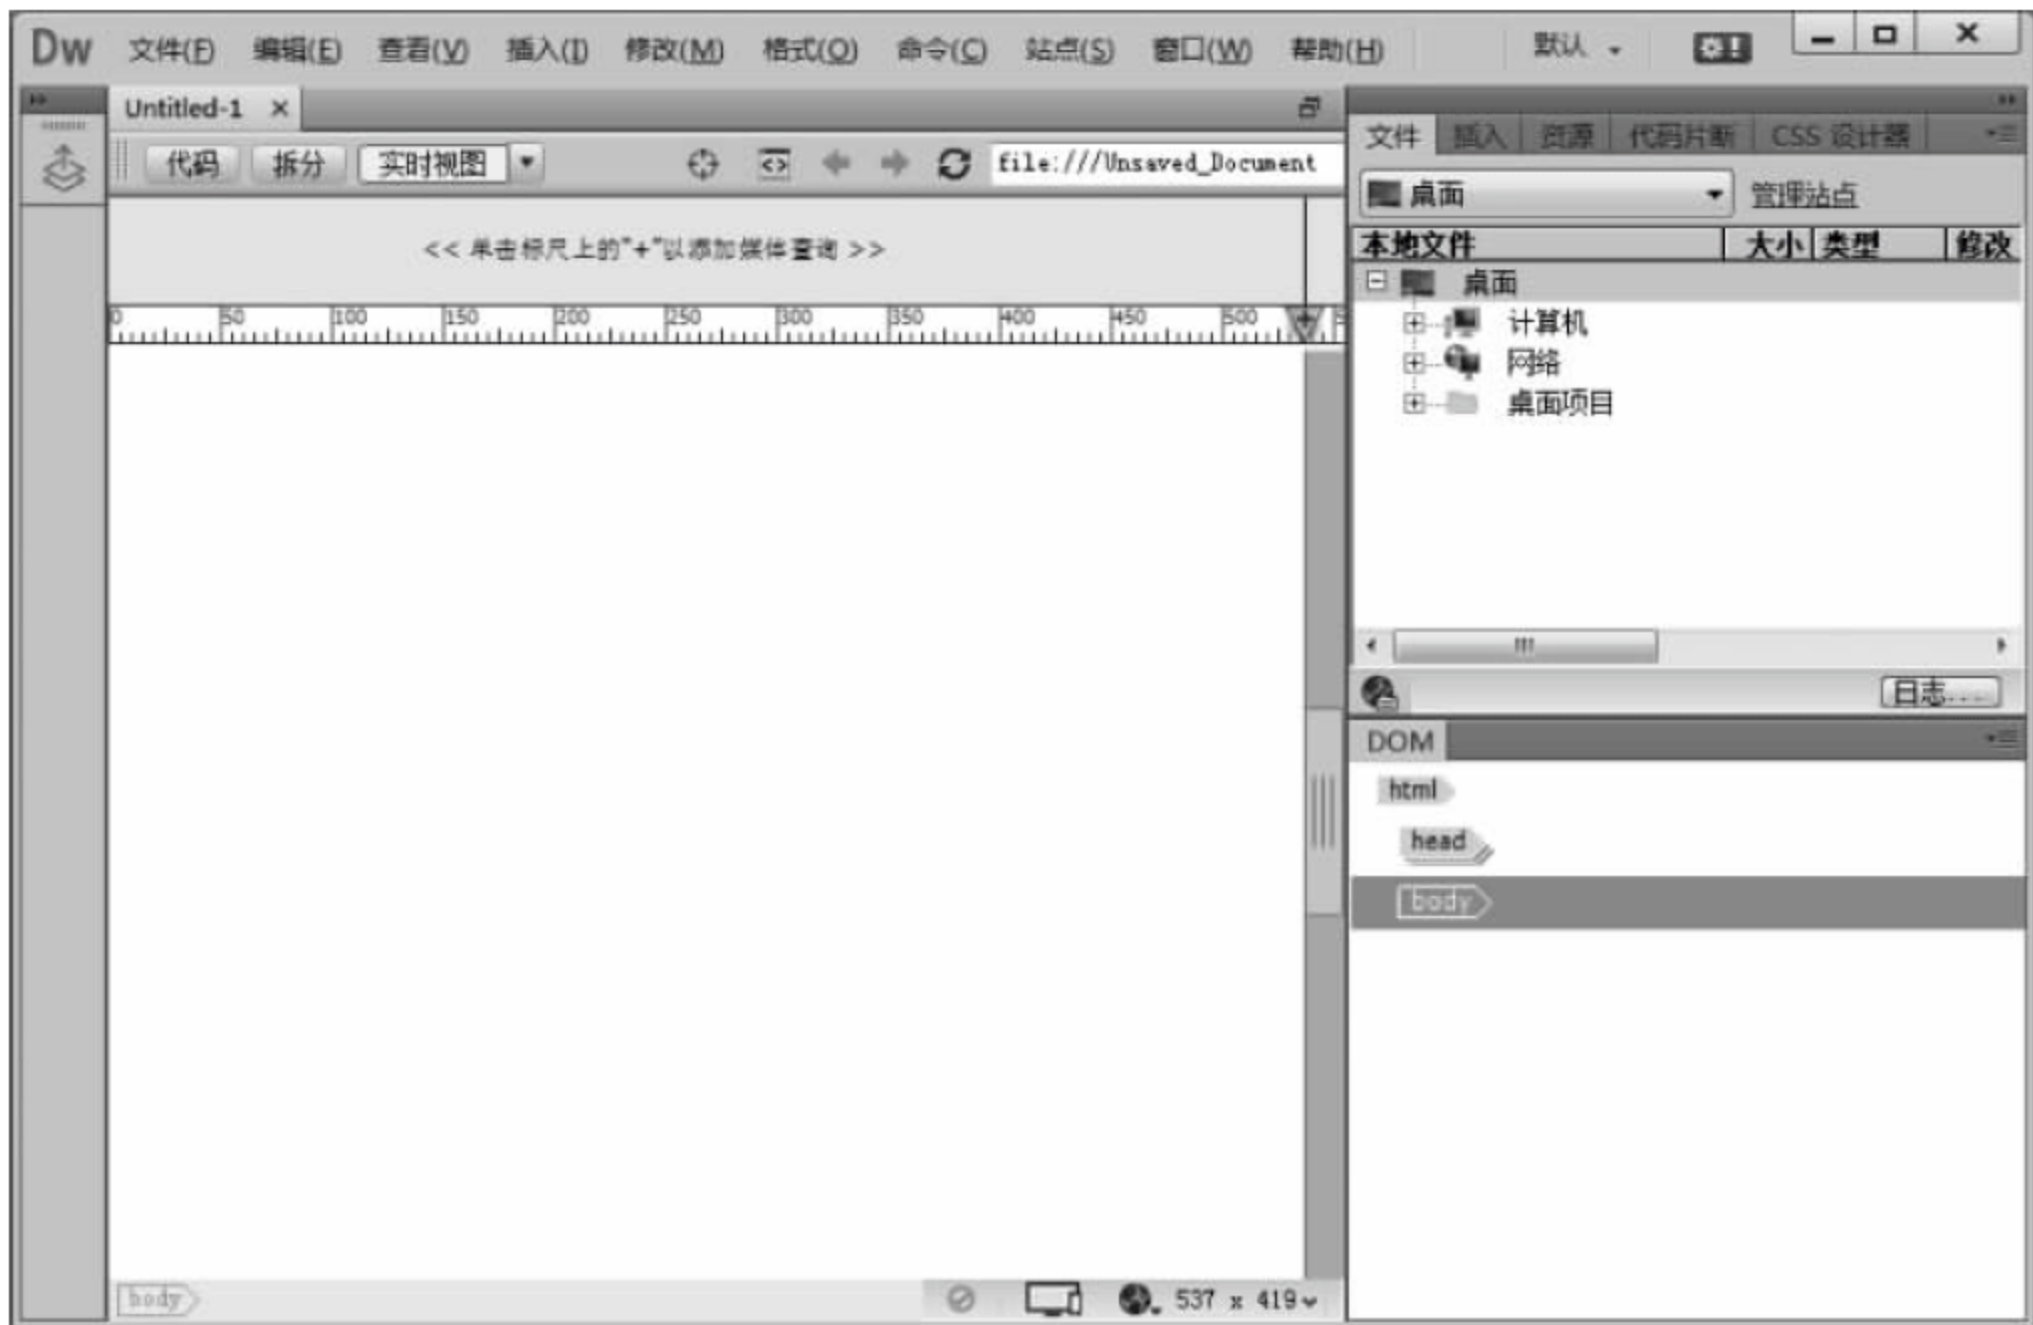 Dw 文件(F) 编辑(E) 查看(V) 插入(I) 修改(M) 格式(O) 命令(C) 站点(S) 窗口(W) 帮助(H) 默认
Untitled-1 ×
代码 拆分 实时视图 file:///Unsaved_Document
<< 单击标尺上的"+"以添加媒体查询 >>
0 50 100 150 200 250 300 350 400 450 500
body 537 x 419
文件 插入 资源 代码片断 CSS 设计器
桌面 管理站点
本地文件 大小 类型 修改
桌面
计算机
网络
桌面项目
日志...
DOM
html
head
body